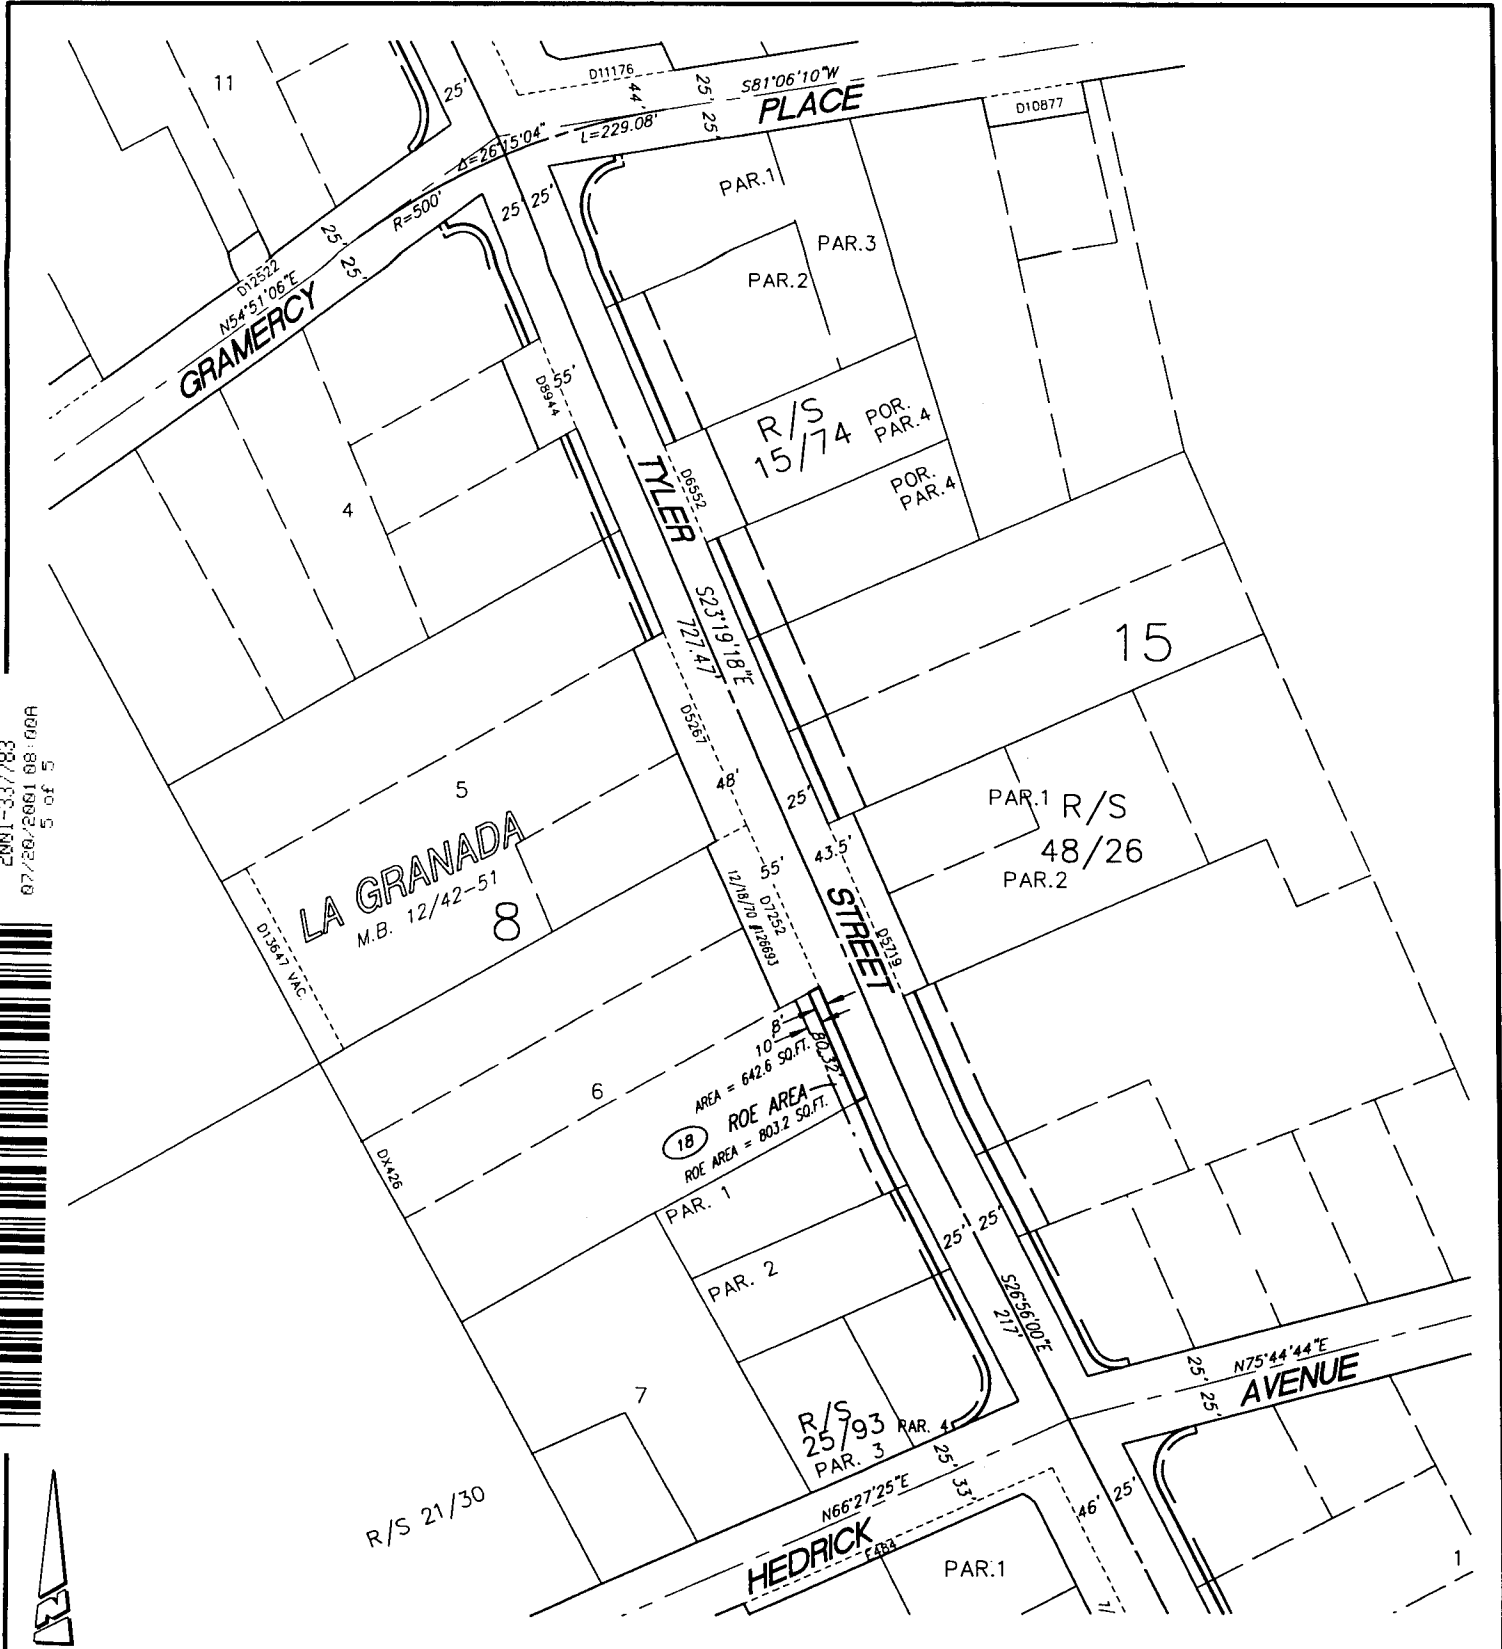 11
25'
D11176
44'
25' 25'
S81°06'10"W
PLACE
D10877
L=229.08'
Δ=26°15'04"
R=500'
25' 25'
25' 25'
D12522
N54°51'06"E
GRAMERCY
PAR.1
PAR.3
PAR.2
55'
D8944
R/S
15/74
POR.
PAR.4
POR.
PAR.4
4
TYLER
D6552
S23°19'18"E
727.47'
15
D5267
48'
25'
5
LA GRANADA
M.B. 12/42-51
8
D13647 VAC.
PAR.1
R/S
48/26
PAR.2
43.5'
55'
D7252
12/18/70 #126693
STREET
D5719
8'
10'
80.32'
AREA = 642.6 SQ.FT.
6
ROE AREA
18
ROE AREA = 803.2 SQ.FT.
DX426
PAR. 1
PAR. 2
25' 25'
S26°56'00"E
217'
N75°44'44"E
AVENUE
25' 25'
7
R/S
25/93
PAR. 4
PAR. 3
25' 33'
R/S 21/30
N66°27'25"E
HEDRICK
F484
46' 25'
PAR.1
1
2001-337783
07/20/2001 08:00A
5 of 5
N